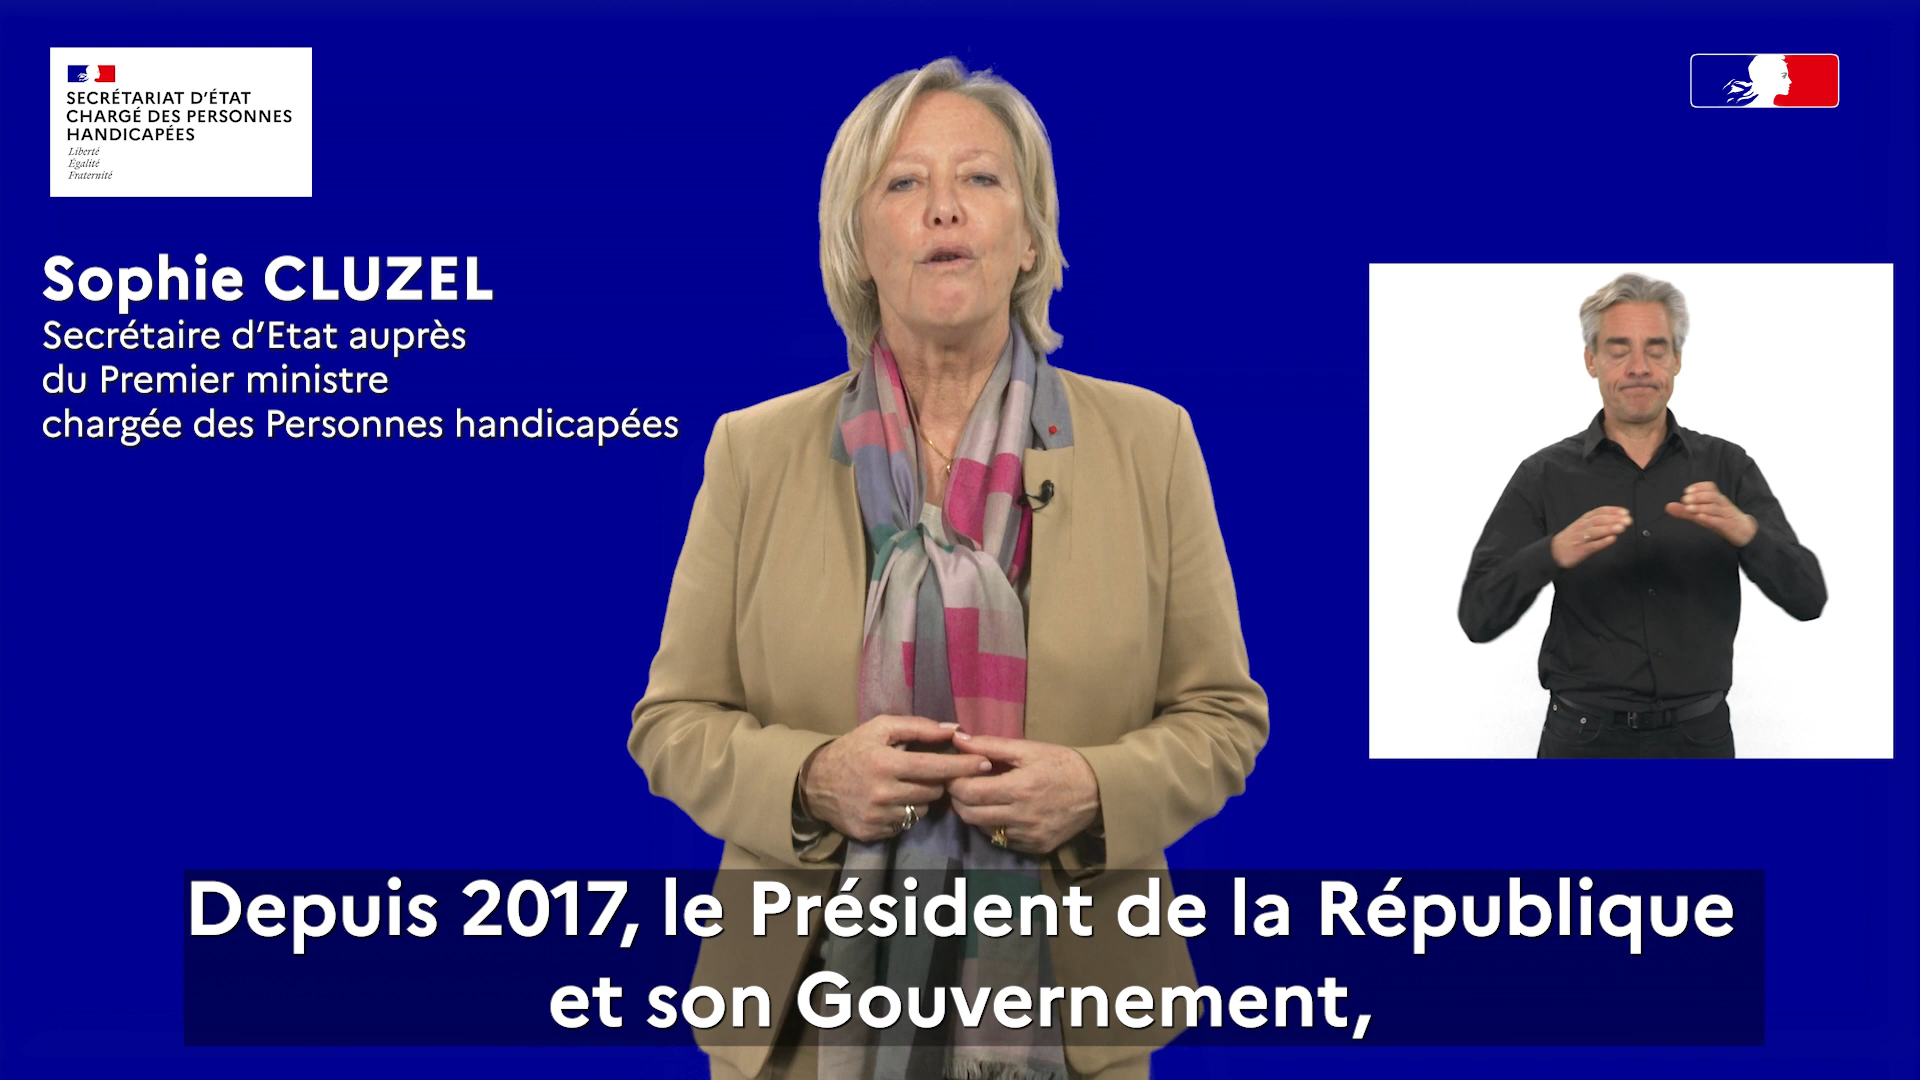 SECRÉTARIAT D'ÉTAT
CHARGÉ DES PERSONNES
HANDICAPÉES
Liberté
Égalité
Fraternité
Sophie CLUZEL
Secrétaire d'Etat auprès
du Premier ministre
chargée des Personnes handicapées
Depuis 2017, le Président de la République
et son Gouvernement,